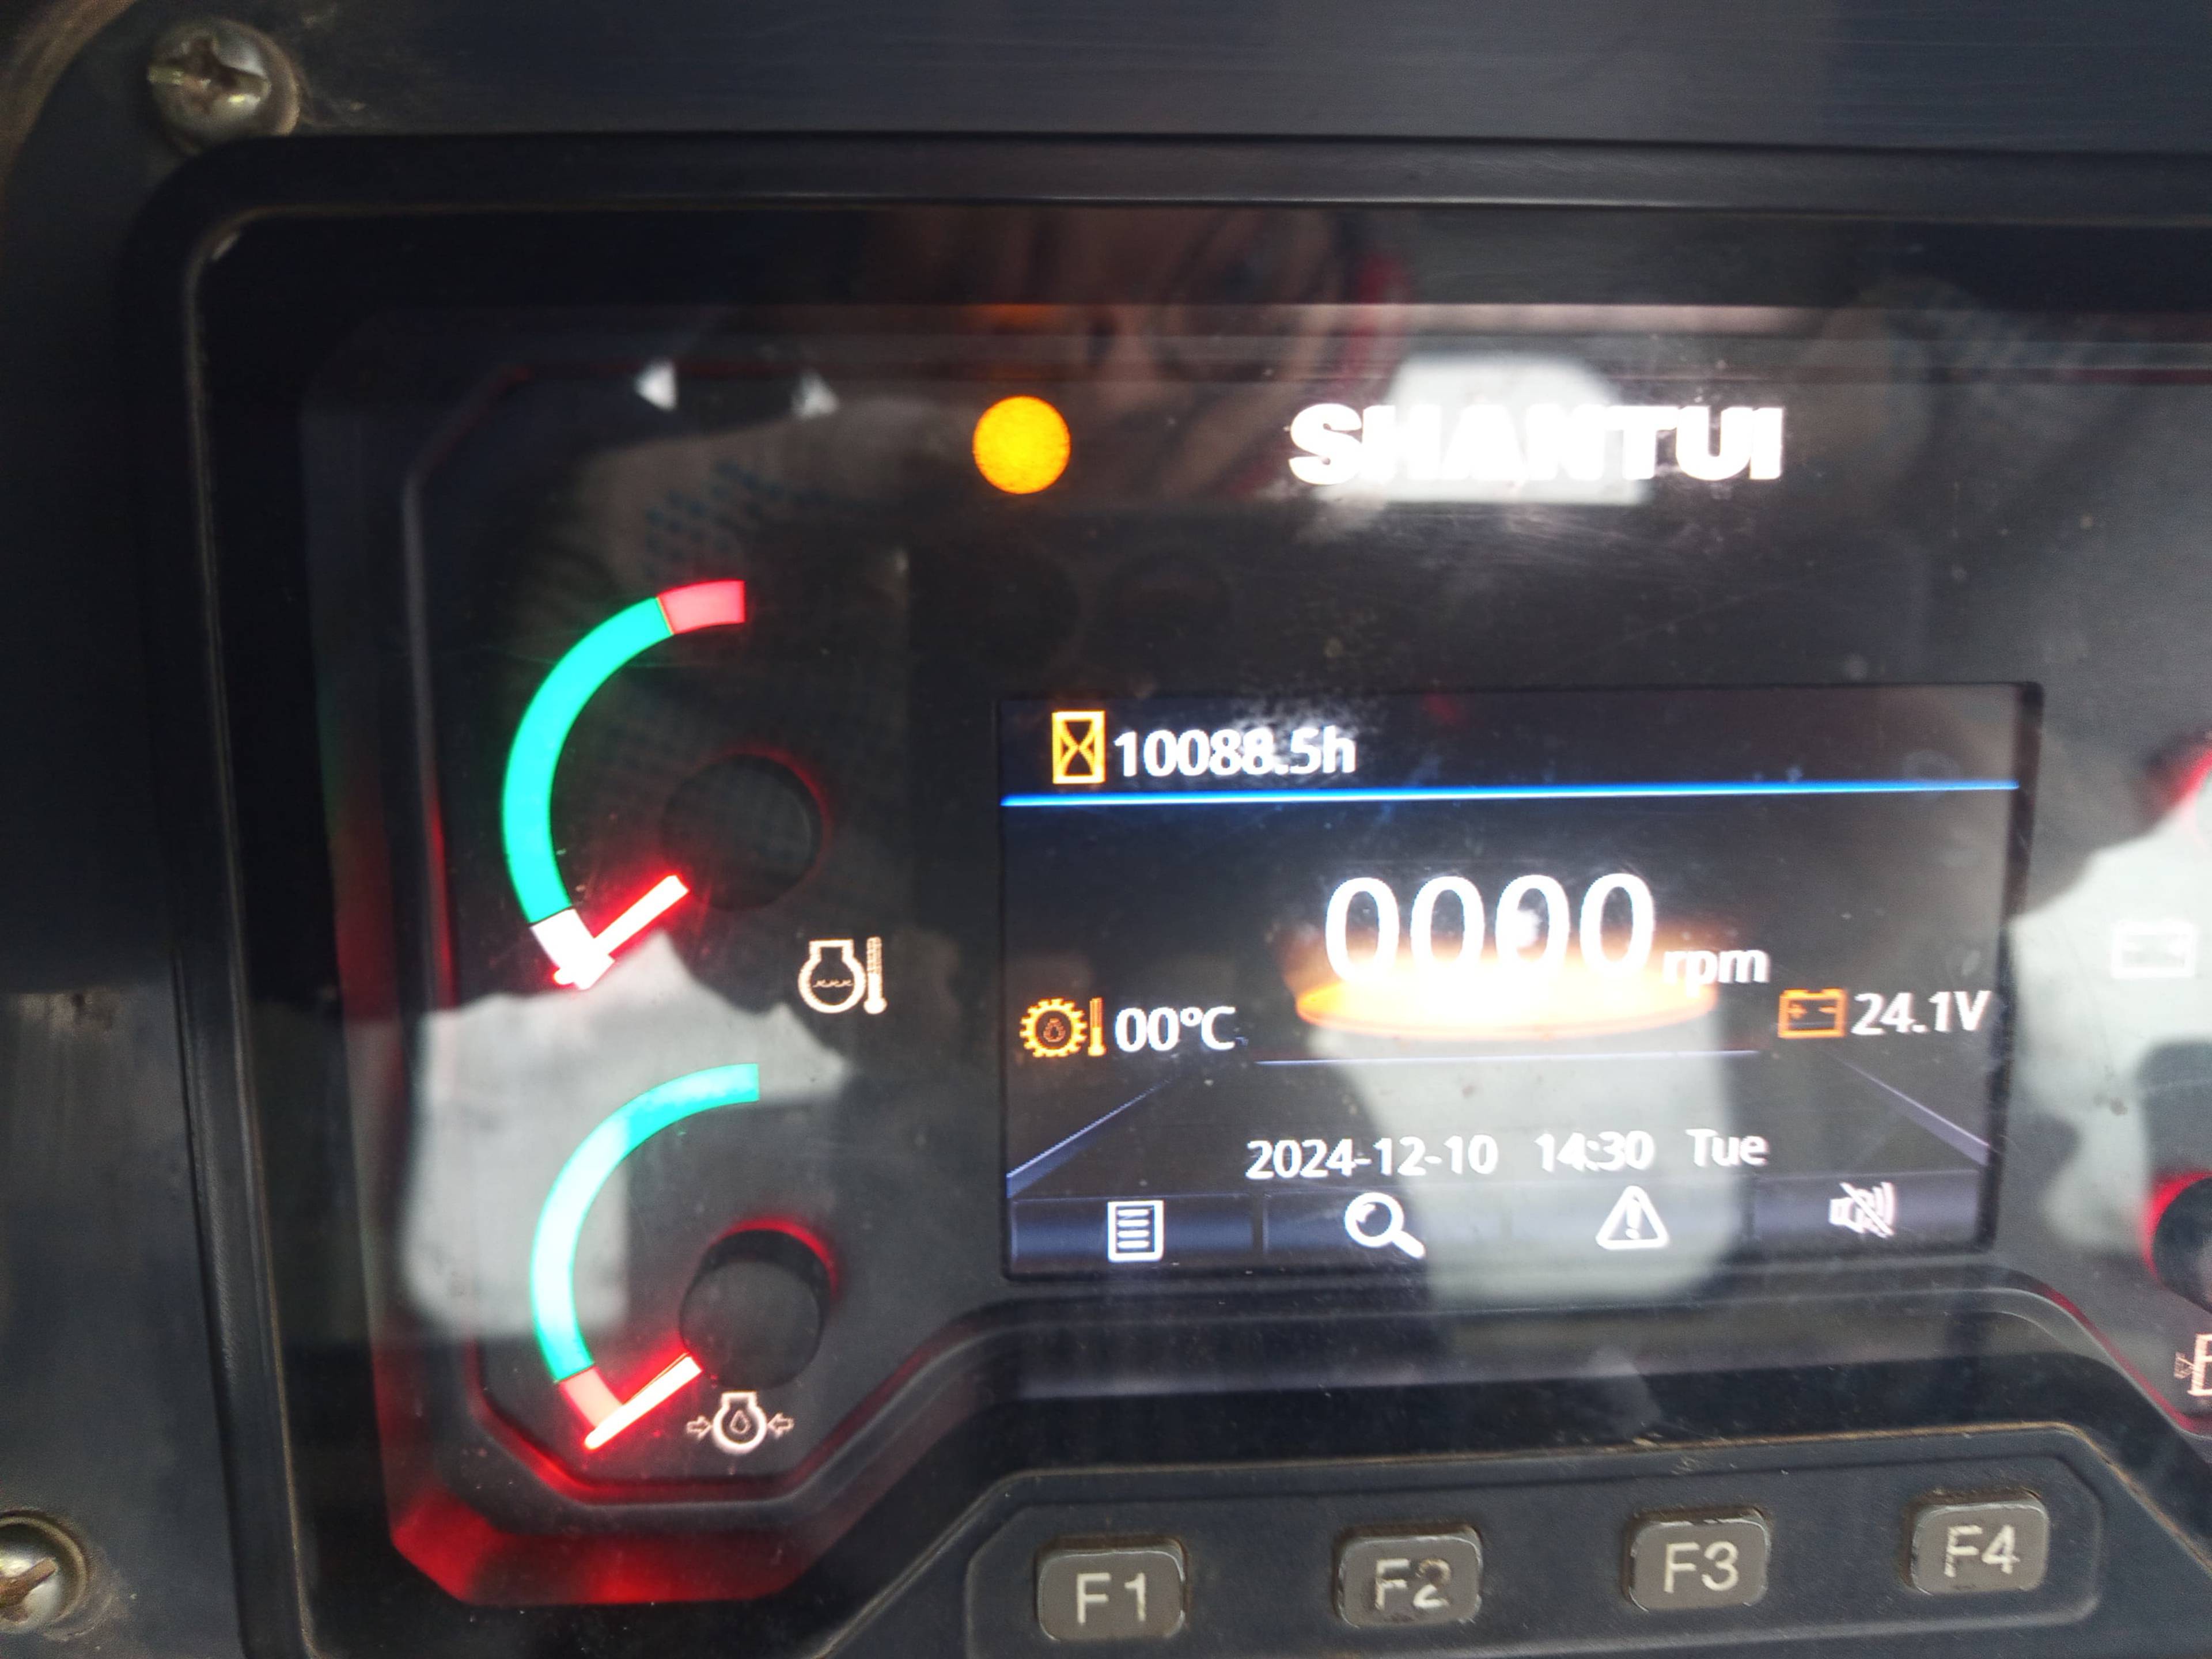 SHANTUI
10088.5h
0000 rpm
00°C
24.1V
2024-12-10 14:30 Tue
F1 F2 F3 F4